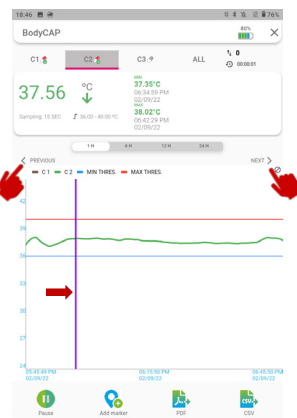 18:46 76%
BodyCAP 80%
C1 C2 C3 ALL 0
00:00:01
37.56 °C
MIN
37.35°C
06:34:59 PM
02/09/22
MAX
38.02°C
06:42:29 PM
02/09/22
Sampling: 15 SEC 36.00 - 40.00 °C
1 H 6 H 12 H 24 H
PREVIOUS NEXT
C 1 C 2 MIN THRES. MAX THRES.
42
39
36
33
30
27
24
05:45:49 PM 06:15:50 PM 06:45:50 PM
02/09/22 02/09/22 02/09/22
Pause Add marker PDF CSV